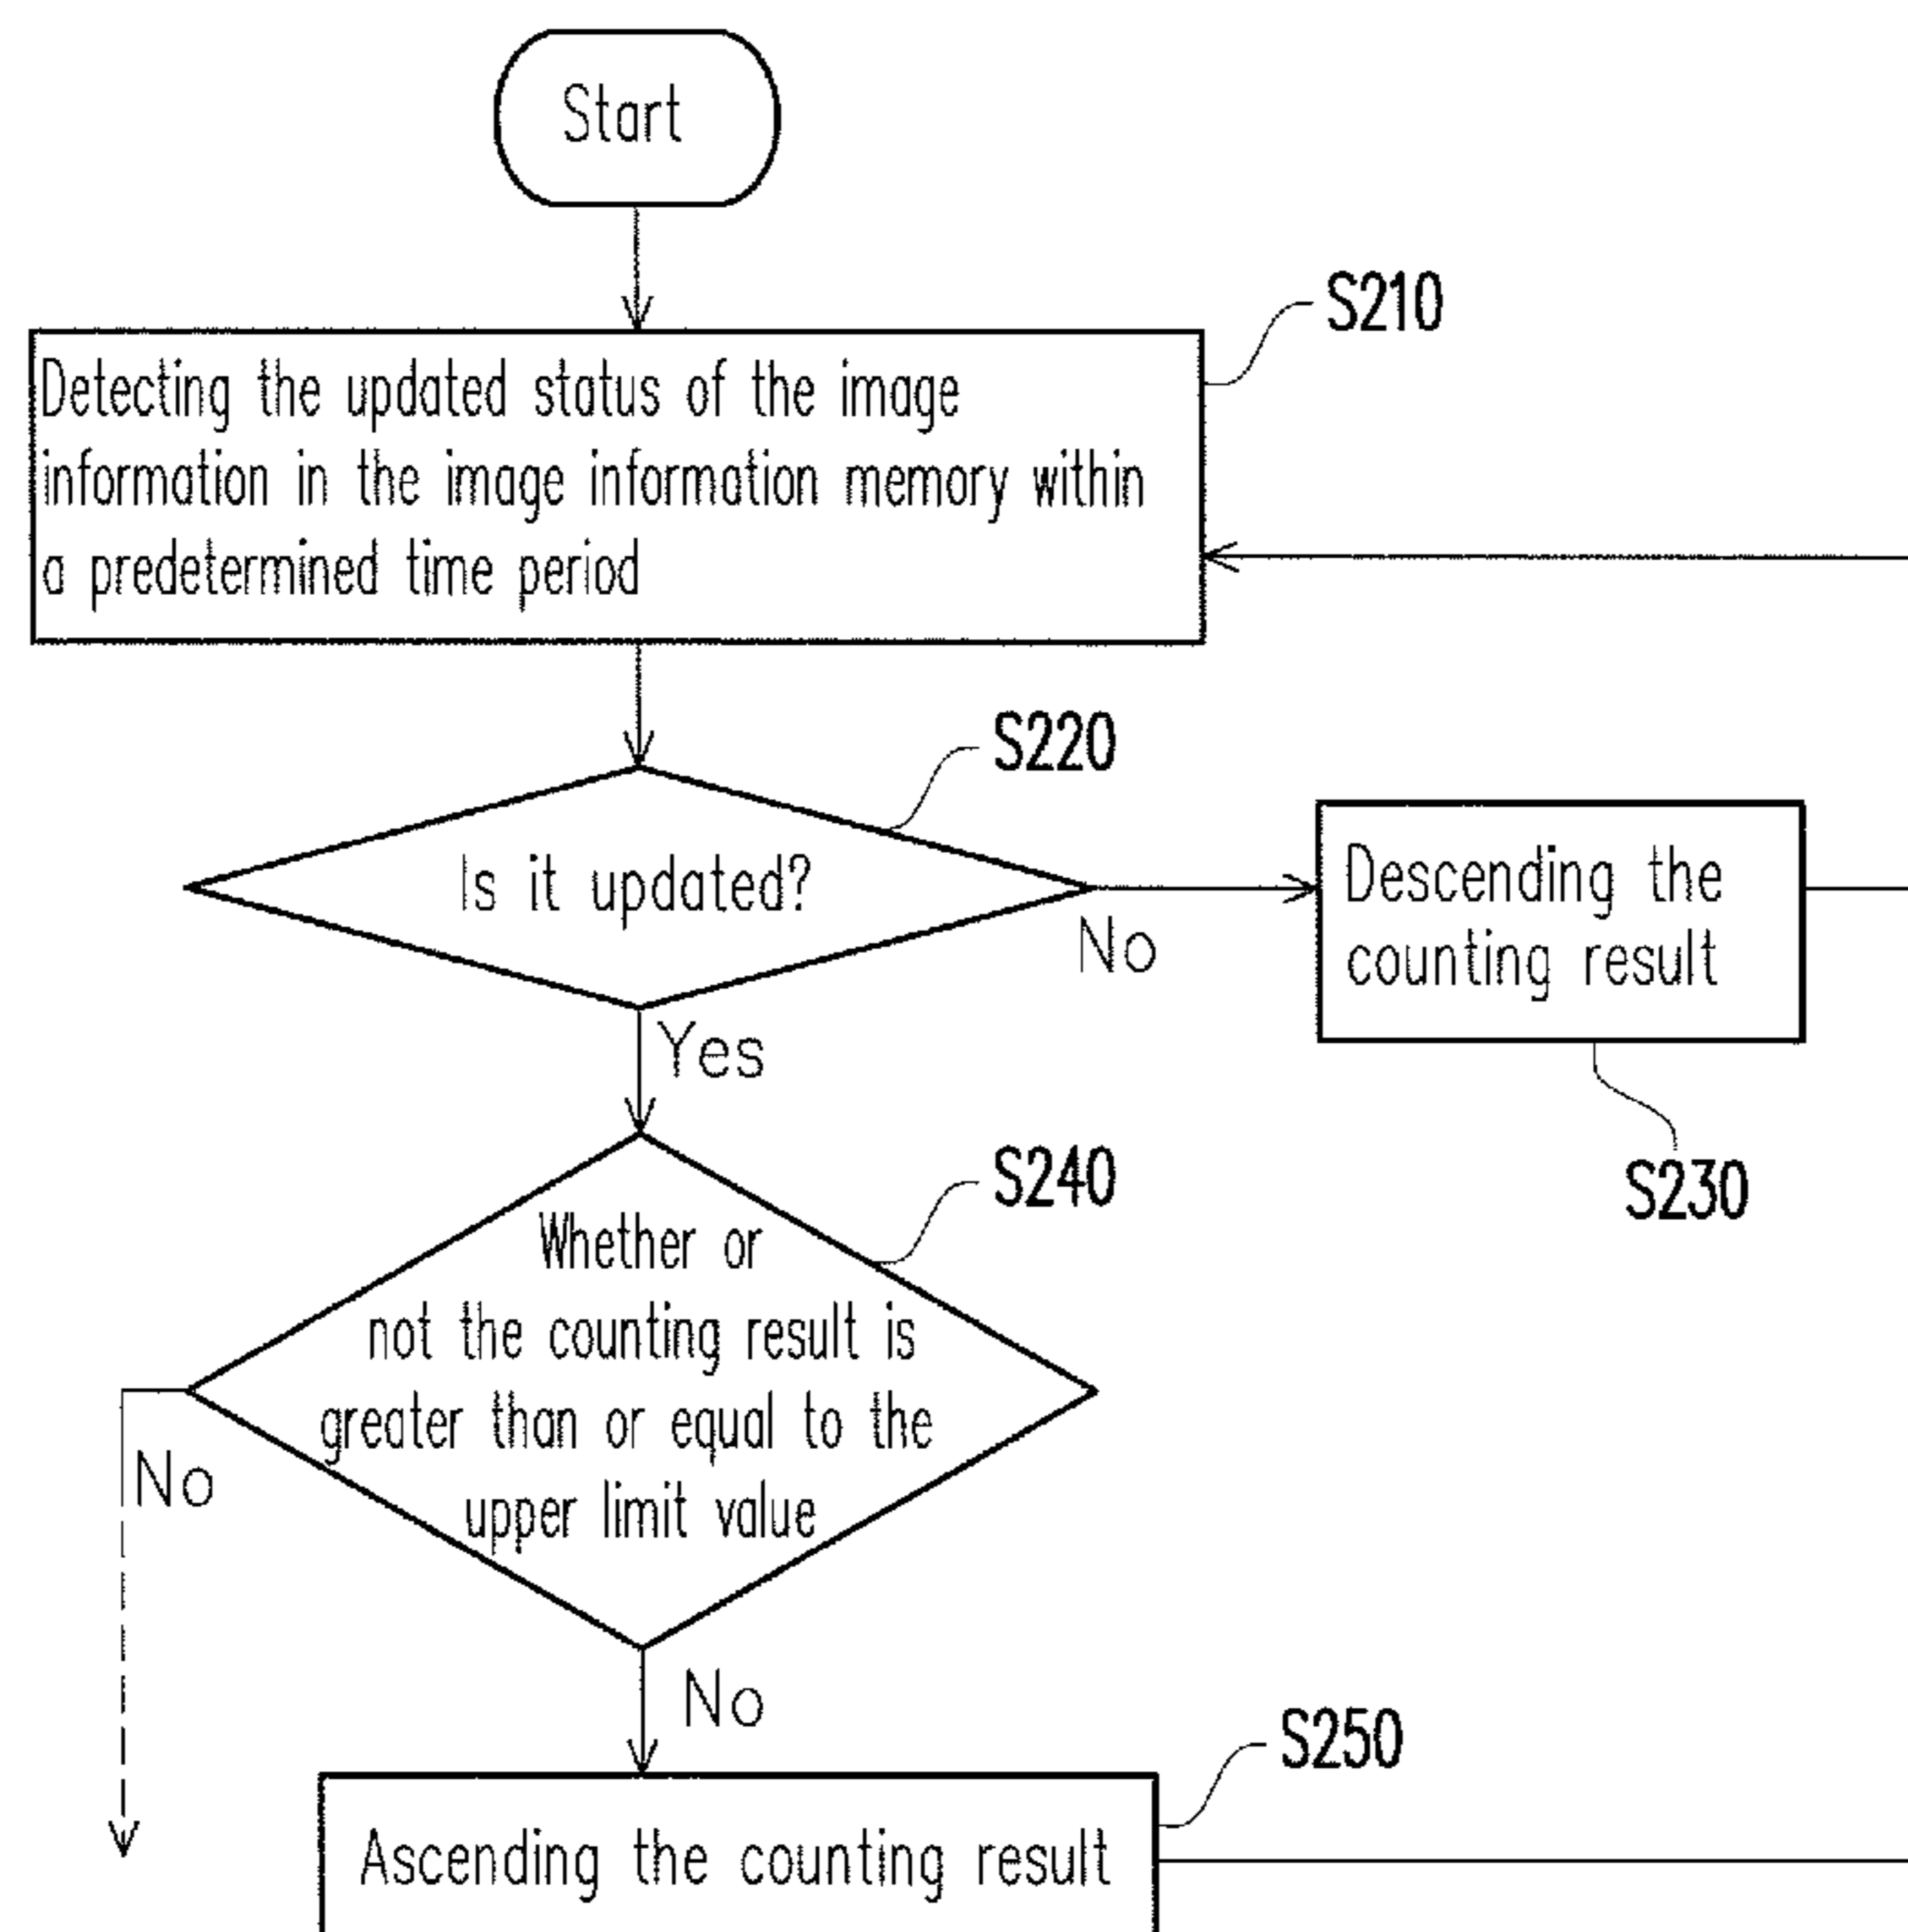 Start
S210
Detecting the updated status of the image
information in the image information memory within
a predetermined time period
S220
Is it updated?
No
Descending the
counting result
S230
Yes
S240
Whether or
not the counting result is
greater than or equal to the
upper limit value
No
No
S250
Ascending the counting result